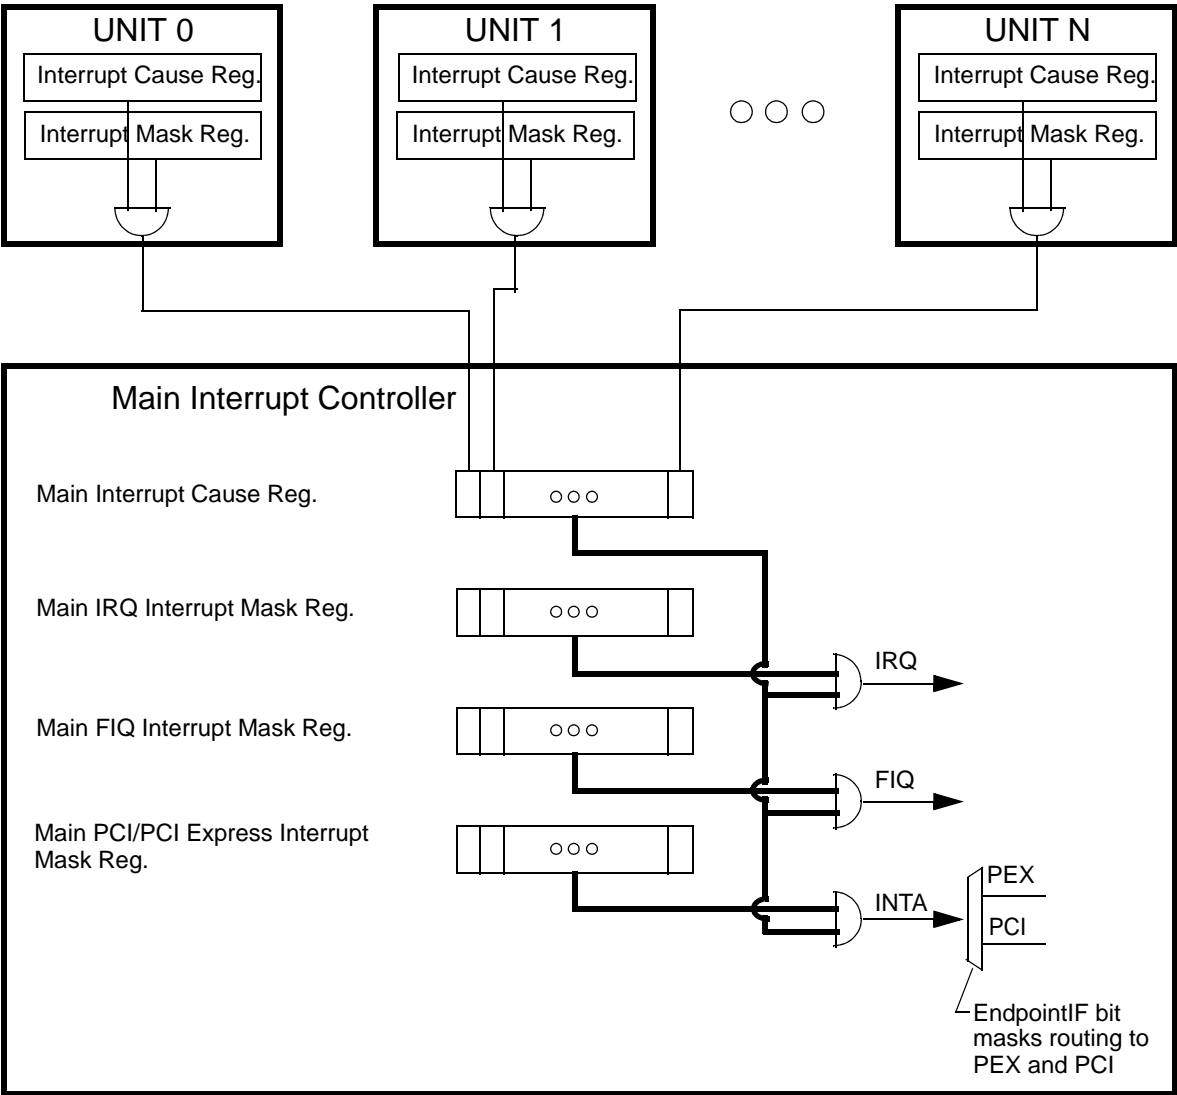 UNIT 0
UNIT 1
UNIT N
Interrupt Cause Reg.
Interrupt Cause Reg.
Interrupt Cause Reg.
Interrupt Mask Reg.
Interrupt Mask Reg.
Interrupt Mask Reg.
Main Interrupt Controller
Main Interrupt Cause Reg.
Main IRQ Interrupt Mask Reg.
IRQ
Main FIQ Interrupt Mask Reg.
FIQ
Main PCI/PCI Express Interrupt
Mask Reg.
INTA
PEX
PCI
EndpointIF bit
masks routing to
PEX and PCI